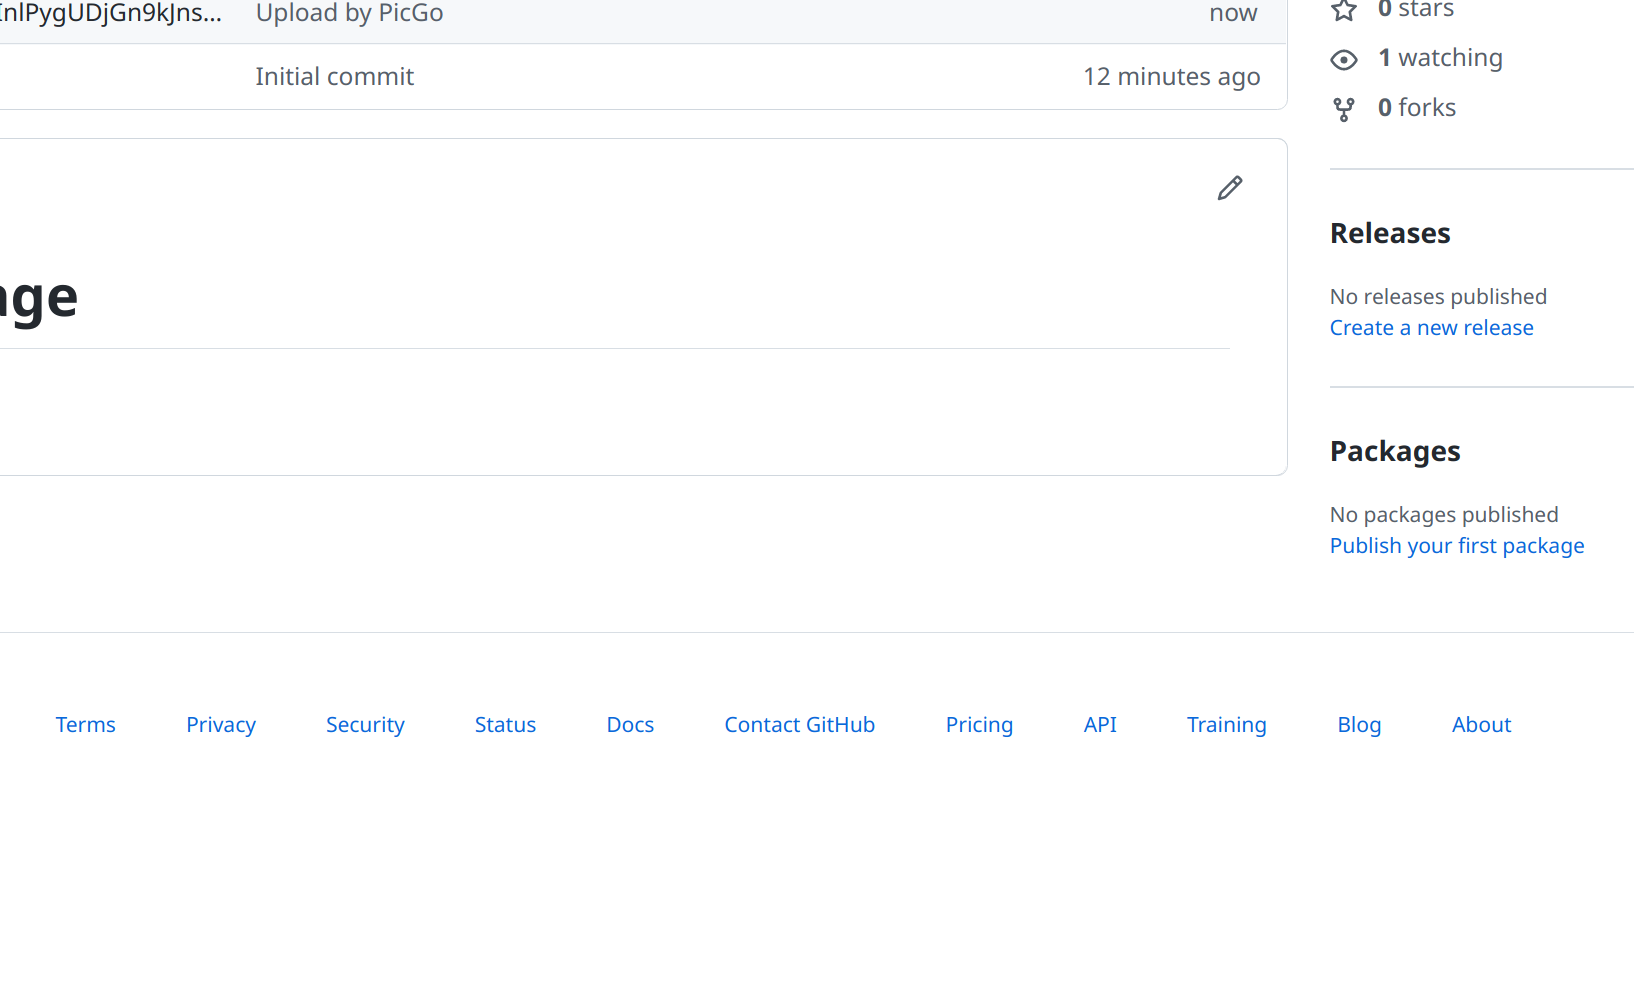 InlPygUDjGn9kJns... Upload by PicGo now
Initial commit 12 minutes ago
age
0 stars
1 watching
0 forks
Releases
No releases published
Create a new release
Packages
No packages published
Publish your first package
Terms Privacy Security Status Docs Contact GitHub Pricing API Training Blog About